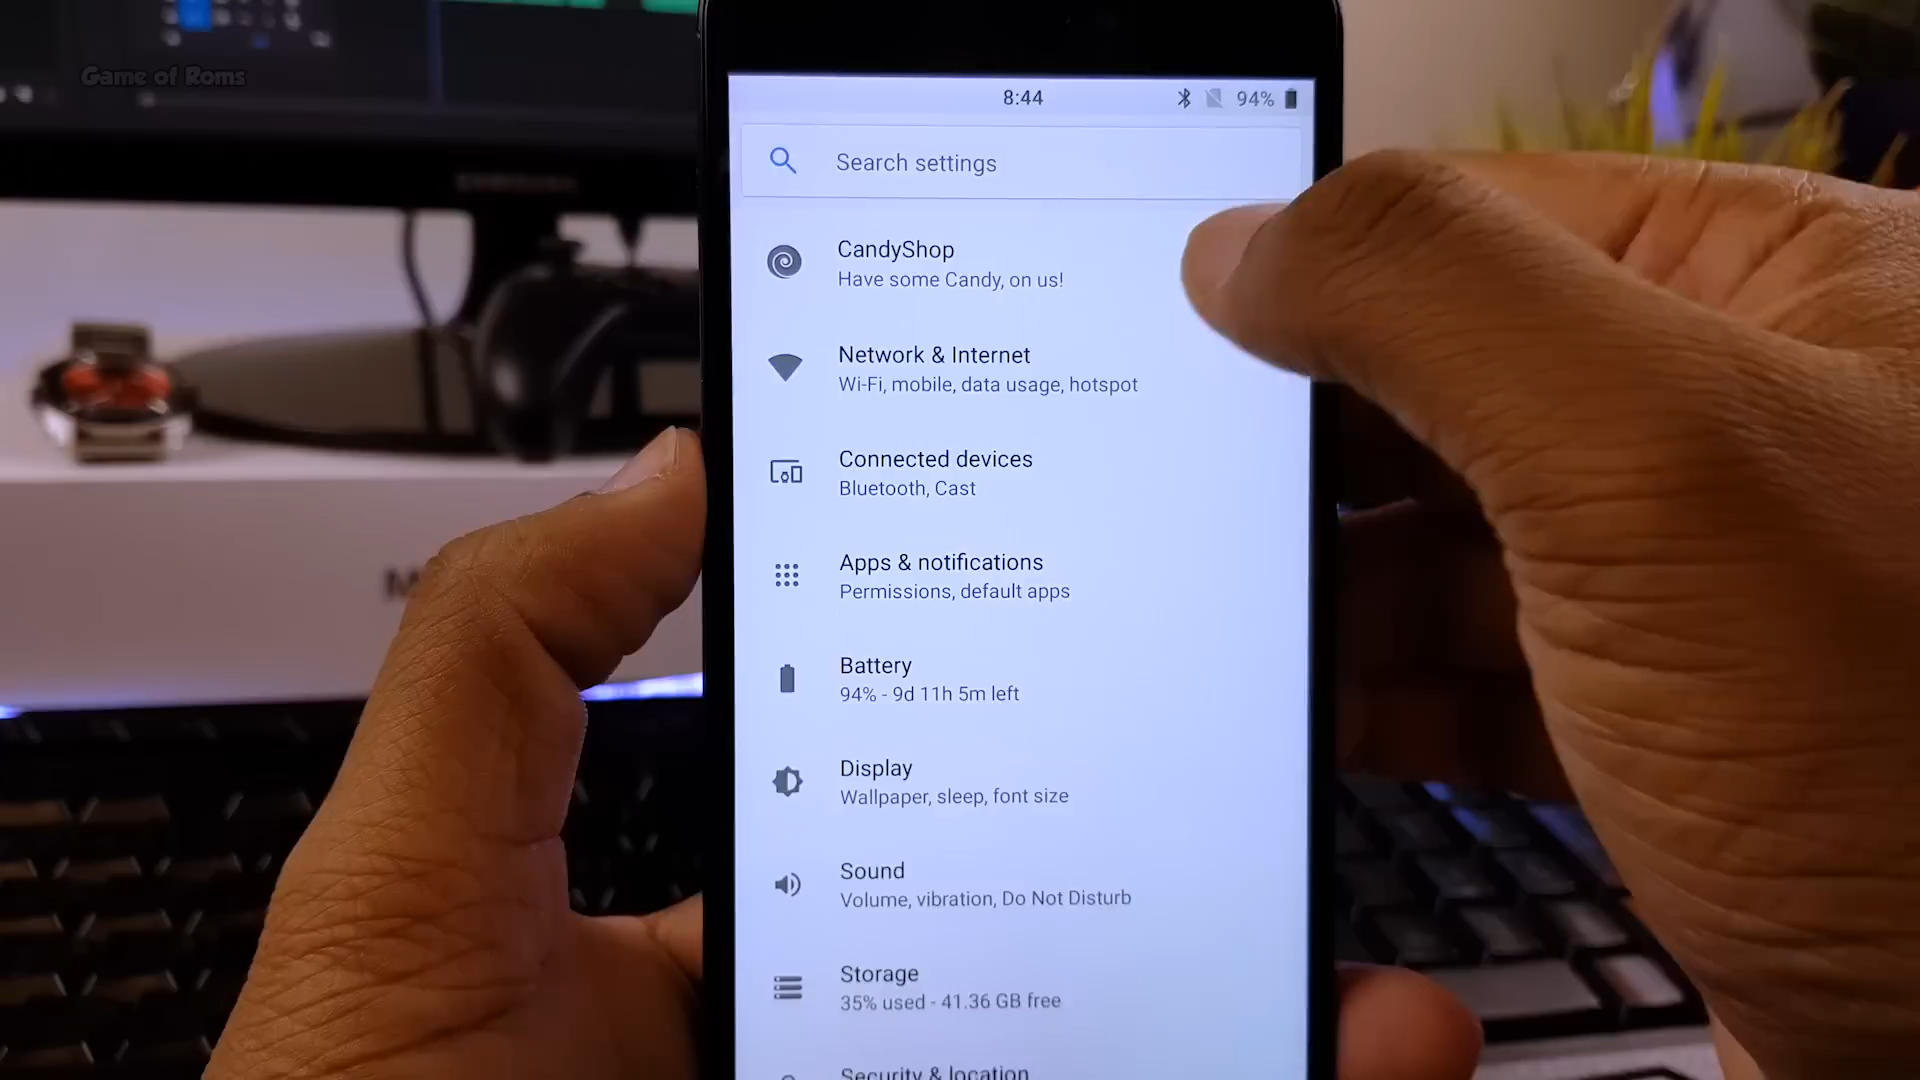 Game of Roms
SAMSUNG
8:44
94%
Search settings
CandyShop
Have some Candy, on us!
Network & Internet
Wi-Fi, mobile, data usage, hotspot
Connected devices
Bluetooth, Cast
Apps & notifications
Permissions, default apps
Battery
94% - 9d 11h 5m left
Display
Wallpaper, sleep, font size
Sound
Volume, vibration, Do Not Disturb
Storage
35% used - 41.36 GB free
Security & location